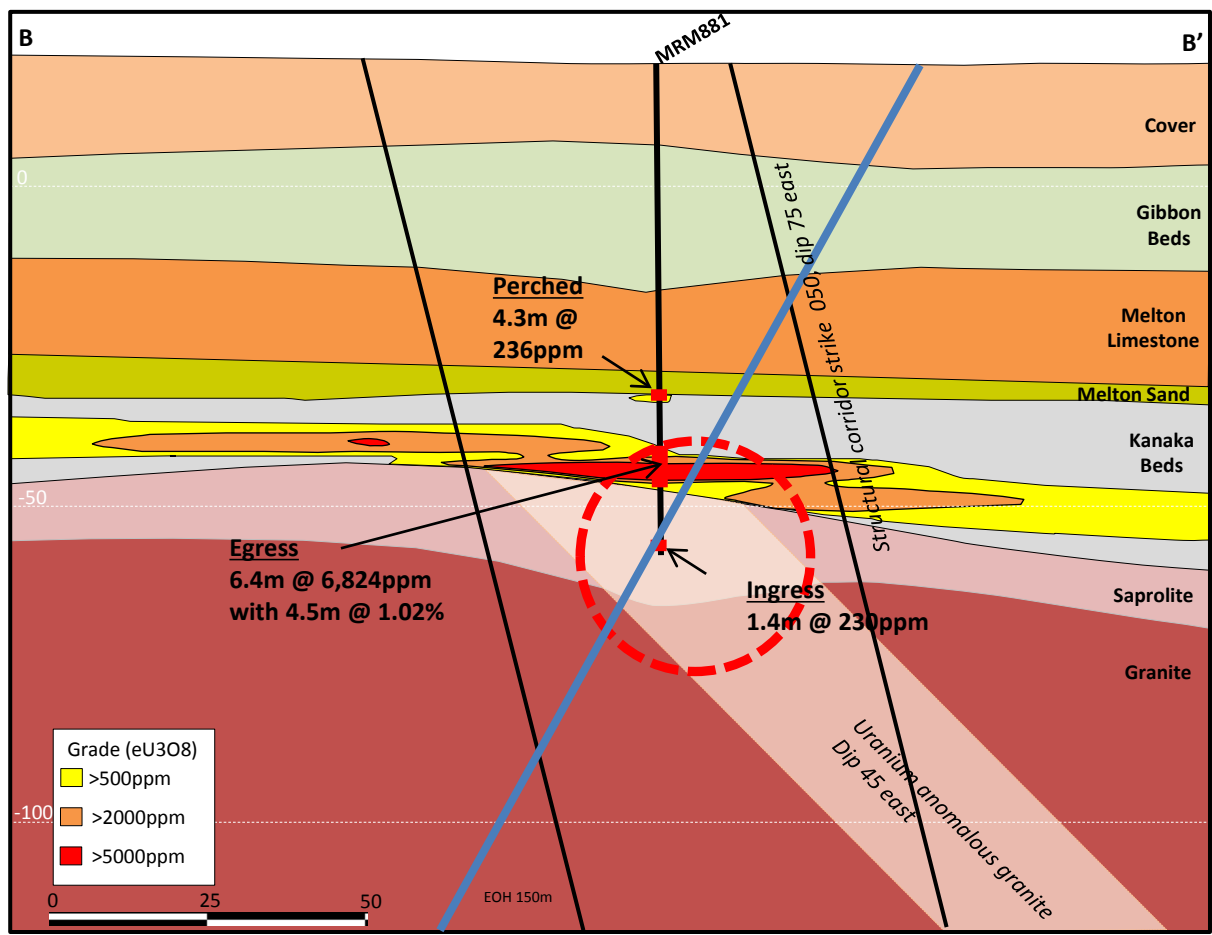 B
MRM881
B'
Cover
0
Gibbon
Beds
Structural corridor strike 050, dip 75 east
Perched
4.3m @
236ppm
Melton
Limestone
Melton Sand
Kanaka
Beds
-50
Egress
6.4m @ 6,824ppm
with 4.5m @ 1.02%
Ingress
1.4m @ 230ppm
Saprolite
Granite
Uranium anomalous granite
Dip 45 east
Grade (eU3O8)
>500ppm
>2000ppm
>5000ppm
-100
0 25 50
EOH 150m